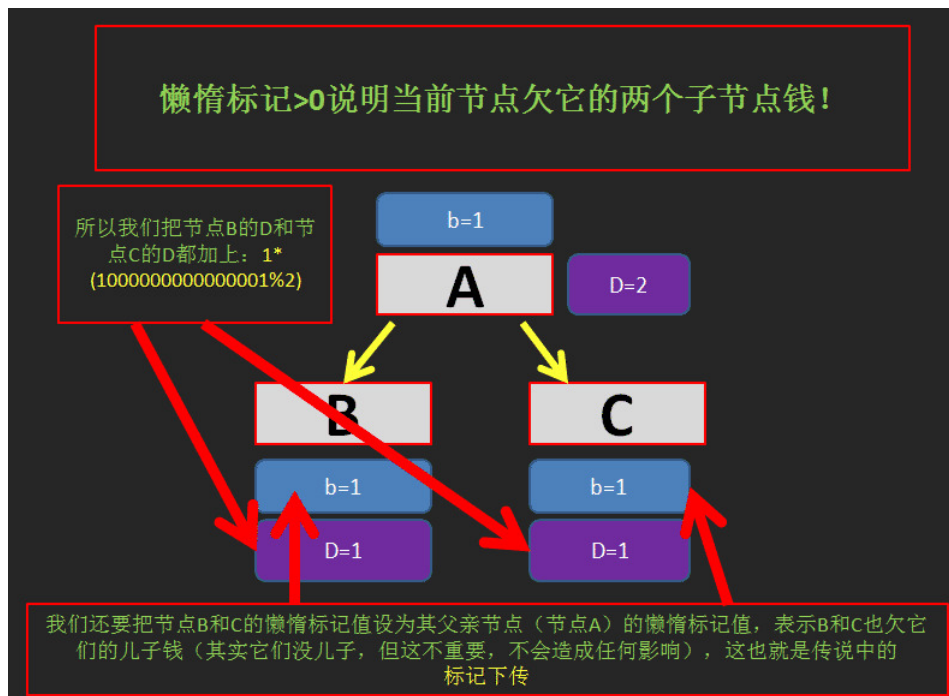 懒惰标记>0说明当前节点欠它的两个子节点钱！
所以我们把节点B的D和节
点C的D都加上：1*
(1000000000000001%2)
b=1
A
D=2
B
C
b=1
b=1
D=1
D=1
我们还要把节点B和C的懒惰标记值设为其父亲节点（节点A）的懒惰标记值，表示B和C也欠它
们的儿子钱（其实它们没儿子，但这不重要，不会造成任何影响），这也就是传说中的
标记下传